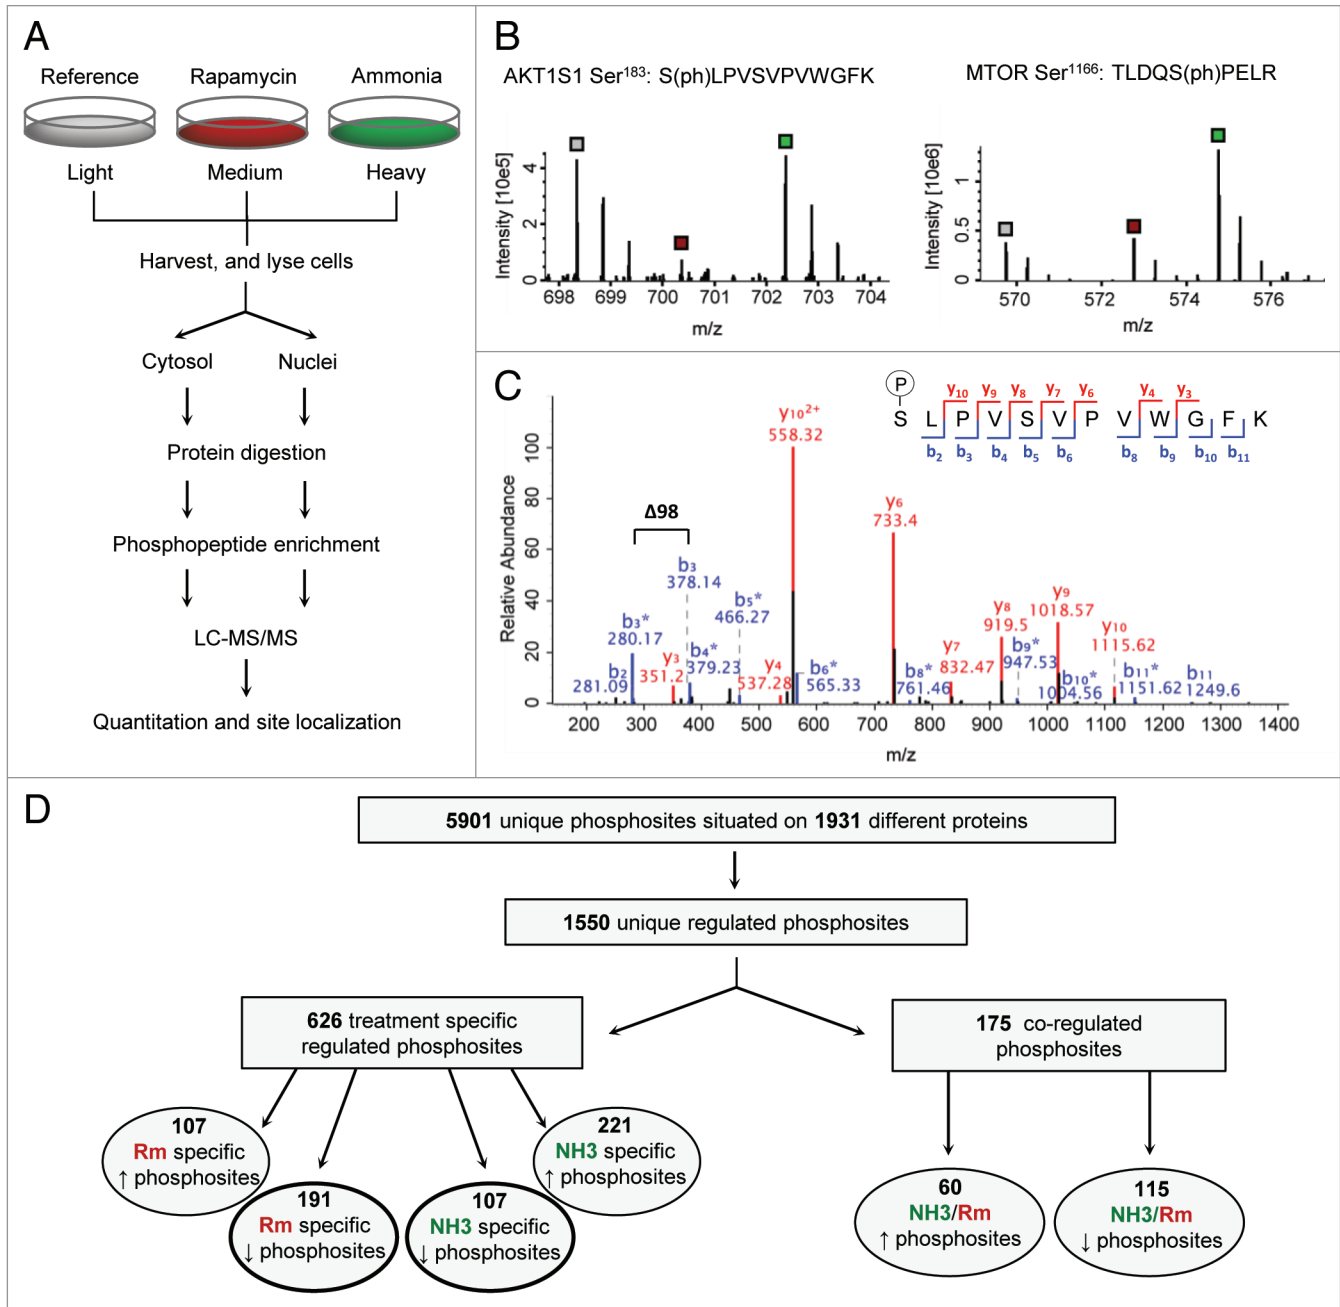 A
Reference
Rapamycin
Ammonia
Light
Medium
Heavy
Harvest, and lyse cells
Cytosol
Nuclei
Protein digestion
Phosphopeptide enrichment
LC-MS/MS
Quantitation and site localization
B
AKT1S1 Ser¹⁸³: S(ph)LPVSVPVWGFK
Intensity [10e5]
4
2
0
698 699 700 701 702 703 704
m/z
MTOR Ser¹¹⁶⁶: TLDQS(ph)PELR
Intensity [10e6]
1
0.5
0
570 572 574 576
m/z
C
P
y₁₀ y₉ y₈ y₇ y₆ y₄ y₃
S L P V S V P V W G F K
b₂ b₃ b₄ b₅ b₆ b₈ b₉ b₁₀ b₁₁
Relative Abundance
100
80
60
40
20
0
Δ98
b₂
281.09
b₃*
280.17
y₃
351.2
b₃
378.14
b₄*
379.23
b₅*
466.27
y₄
537.28
y₁₀²⁺
558.32
b₆*
565.33
y₆
733.4
b₈*
761.46
y₇
832.47
y₈
919.5
b₉*
947.53
y₉
1018.57
b₁₀*
1004.56
y₁₀
1115.62
b₁₁*
1151.62
b₁₁
1249.6
200 300 400 500 600 700 800 900 1000 1100 1200 1300 1400
m/z
D
5901 unique phosphosites situated on 1931 different proteins
1550 unique regulated phosphosites
626 treatment specific
regulated phosphosites
175 co-regulated
phosphosites
107
Rm specific
↑ phosphosites
191
Rm specific
↓ phosphosites
107
NH3 specific
↓ phosphosites
221
NH3 specific
↑ phosphosites
60
NH3/Rm
↑ phosphosites
115
NH3/Rm
↓ phosphosites